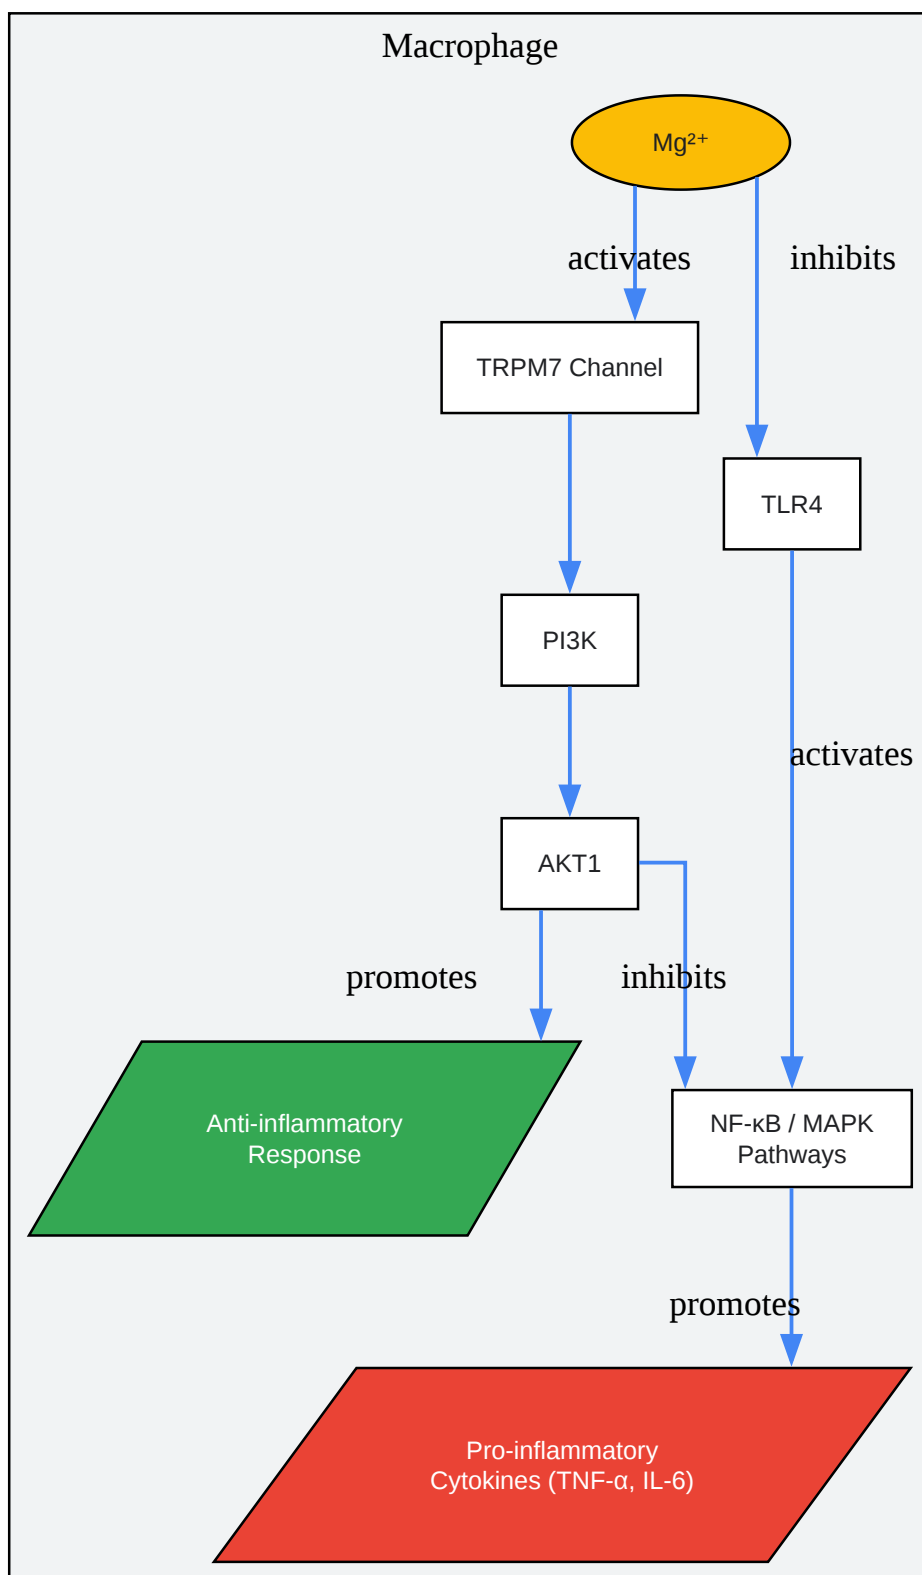 Macrophage
Mg²⁺
activates
inhibits
TRPM7 Channel
TLR4
PI3K
activates
AKT1
promotes
inhibits
Anti-inflammatory
Response
NF-κB / MAPK
Pathways
promotes
Pro-inflammatory
Cytokines (TNF-α, IL-6)